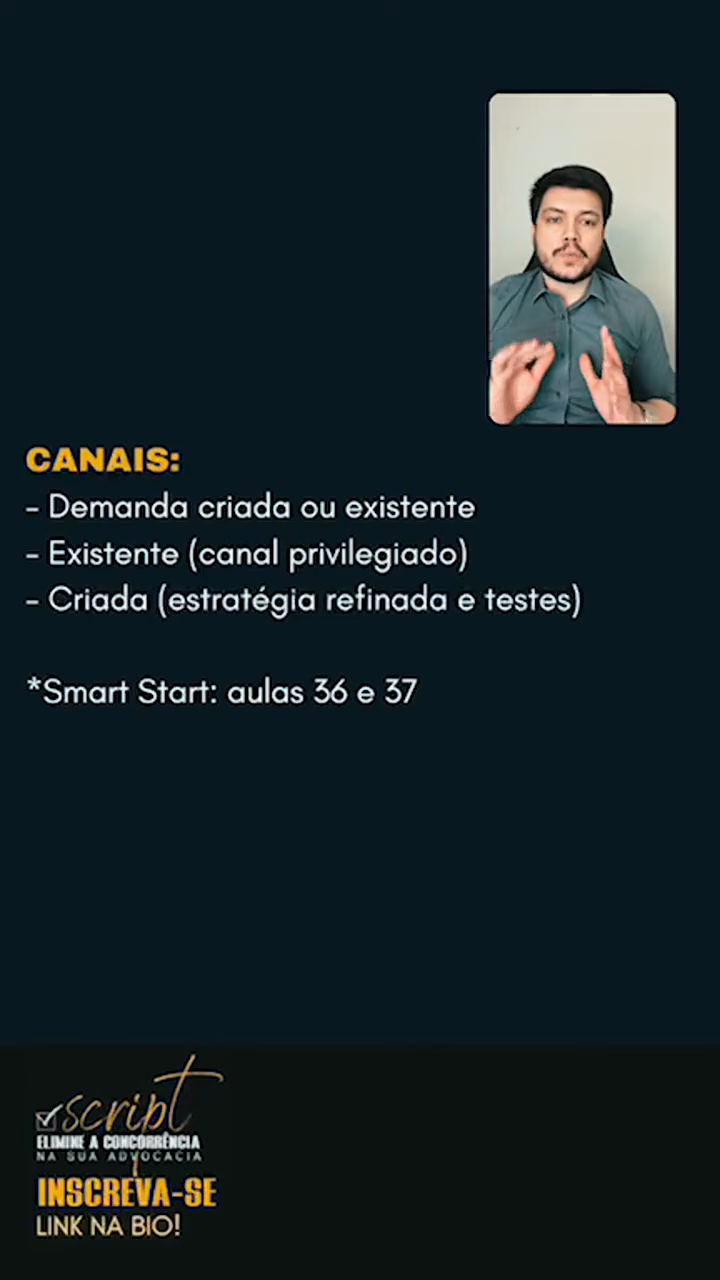 CANAIS:
- Demanda criada ou existente
- Existente (canal privilegiado)
- Criada (estratégia refinada e testes)
*Smart Start: aulas 36 e 37
script
ELIMINE A CONCORRÊNCIA
NA SUA ADVOCACIA
INSCREVA-SE
LINK NA BIO!